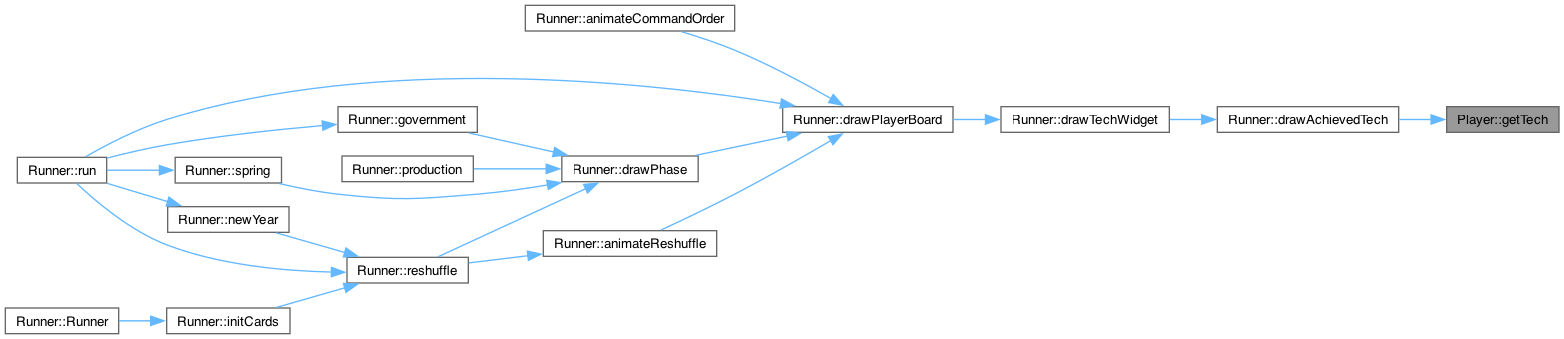 Runner::animateCommandOrder
Runner::government
Runner::drawPlayerBoard
Runner::drawTechWidget
Runner::drawAchievedTech
Player::getTech
Runner::run
Runner::spring
Runner::production
Runner::drawPhase
Runner::newYear
Runner::animateReshuffle
Runner::reshuffle
Runner::Runner
Runner::initCards